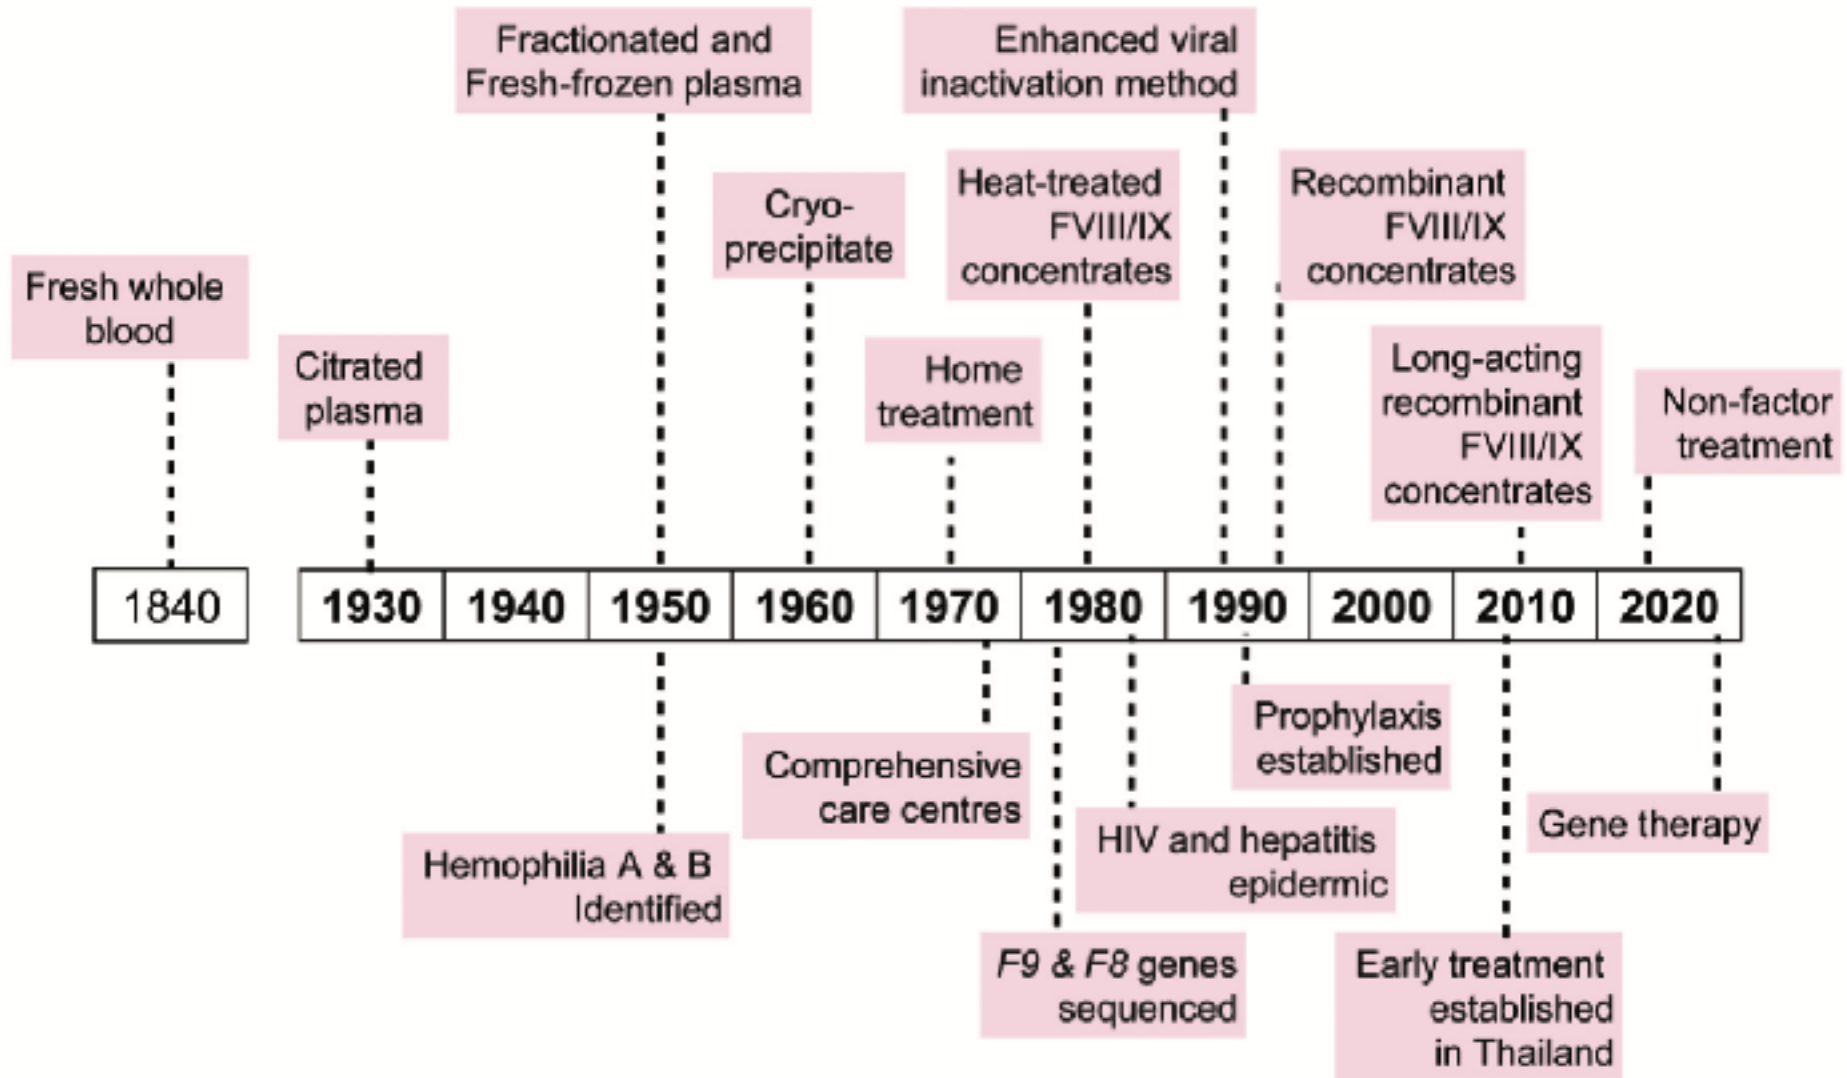 Fractionated and
Fresh-frozen plasma
Enhanced viral
inactivation method
Cryo-
precipitate
Heat-treated
FVIII/IX
concentrates
Recombinant
FVIII/IX
concentrates
Fresh whole
blood
Citrated
plasma
Home
treatment
Long-acting
recombinant
FVIII/IX
concentrates
Non-factor
treatment
1840 1930 1940 1950 1960 1970 1980 1990 2000 2010 2020
Hemophilia A & B
Identified
Comprehensive
care centres
F9 & F8 genes
sequenced
HIV and hepatitis
epidermic
Prophylaxis
established
Early treatment
established
in Thailand
Gene therapy